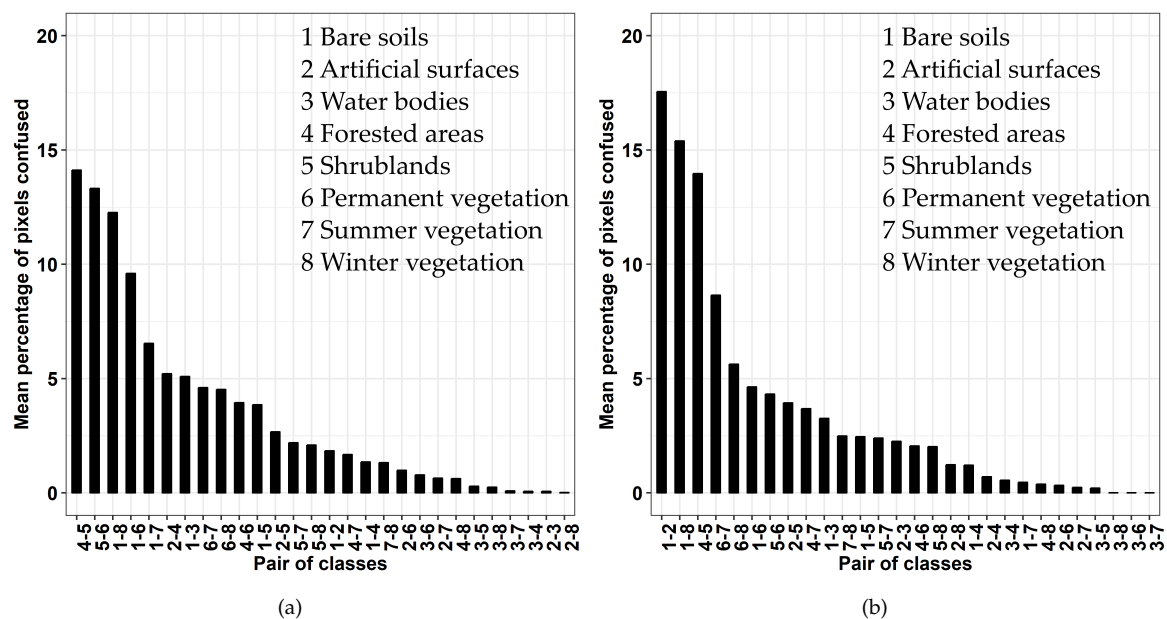 Mean percentage of pixels confused
20
15
10
5
0
1 Bare soils
2 Artificial surfaces
3 Water bodies
4 Forested areas
5 Shrublands
6 Permanent vegetation
7 Summer vegetation
8 Winter vegetation
4-5 5-6 1-8 1-6 1-7 2-4 1-3 6-7 6-8 4-6 1-5 2-5 5-7 5-8 1-2 4-7 1-4 7-8 2-6 3-6 2-7 4-8 3-5 3-8 3-7 3-4 2-3 2-8
Pair of classes
(a)
Mean percentage of pixels confused
20
15
10
5
0
1 Bare soils
2 Artificial surfaces
3 Water bodies
4 Forested areas
5 Shrublands
6 Permanent vegetation
7 Summer vegetation
8 Winter vegetation
1-2 1-8 4-5 6-7 6-8 1-6 5-6 2-5 4-7 1-3 7-8 1-5 5-7 2-3 4-6 5-8 2-8 1-4 2-4 3-4 1-7 4-8 2-6 2-7 3-5 3-8 3-6 3-7
Pair of classes
(b)